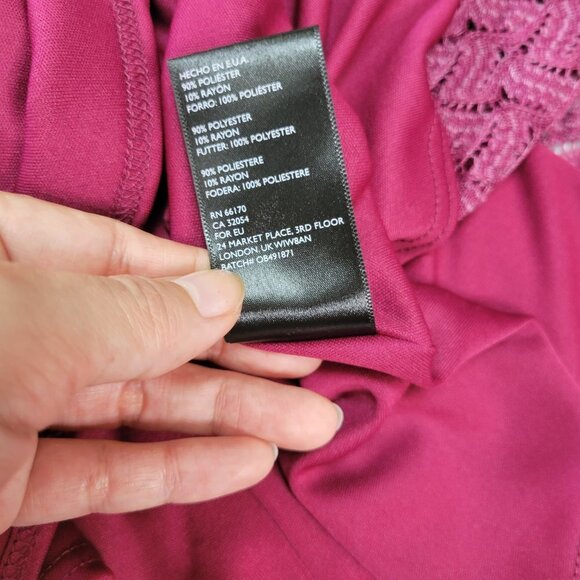 HECHO EN E.U.A.
90% POLIÉSTER
10% RAYÓN
FORRO: 100% POLIÉSTER
90% POLYESTER
10% RAYON
FUTTER: 100% POLYESTER
90% POLIESTERE
10% RAYON
FODERA: 100% POLIESTERE
RN 66170
CA 32054
FOR EU
24 MARKET PLACE, 3RD FLOOR
LONDON, UK WIW8AN
BATCH# OB491871